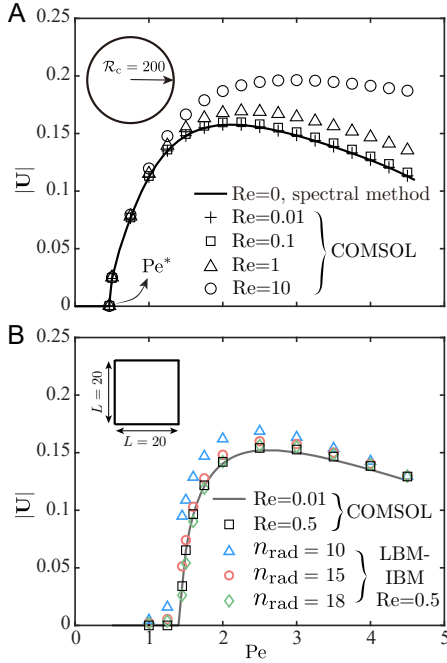 A
0.25
0.2
0.15
0.1
0.05
0
|U|
ℛc = 200
Pe*
Re=0, spectral method
Re=0.01
Re=0.1
Re=1
Re=10
COMSOL
B
0.25
0.2
0.15
0.1
0.05
0
|U|
L = 20
L = 20
Re=0.01
Re=0.5
COMSOL
n_rad = 10
n_rad = 15
n_rad = 18
LBM-
IBM
Re=0.5
0 1 2 3 4 5
Pe